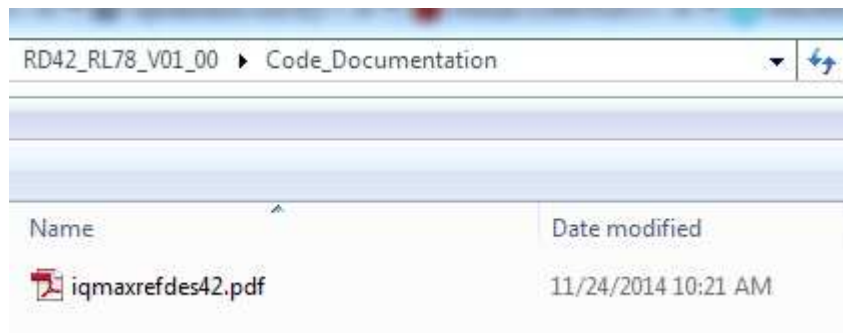 RD42_RL78_V01_00 Code_Documentation
Name Date modified
iqmaxrefdes42.pdf 11/24/2014 10:21 AM